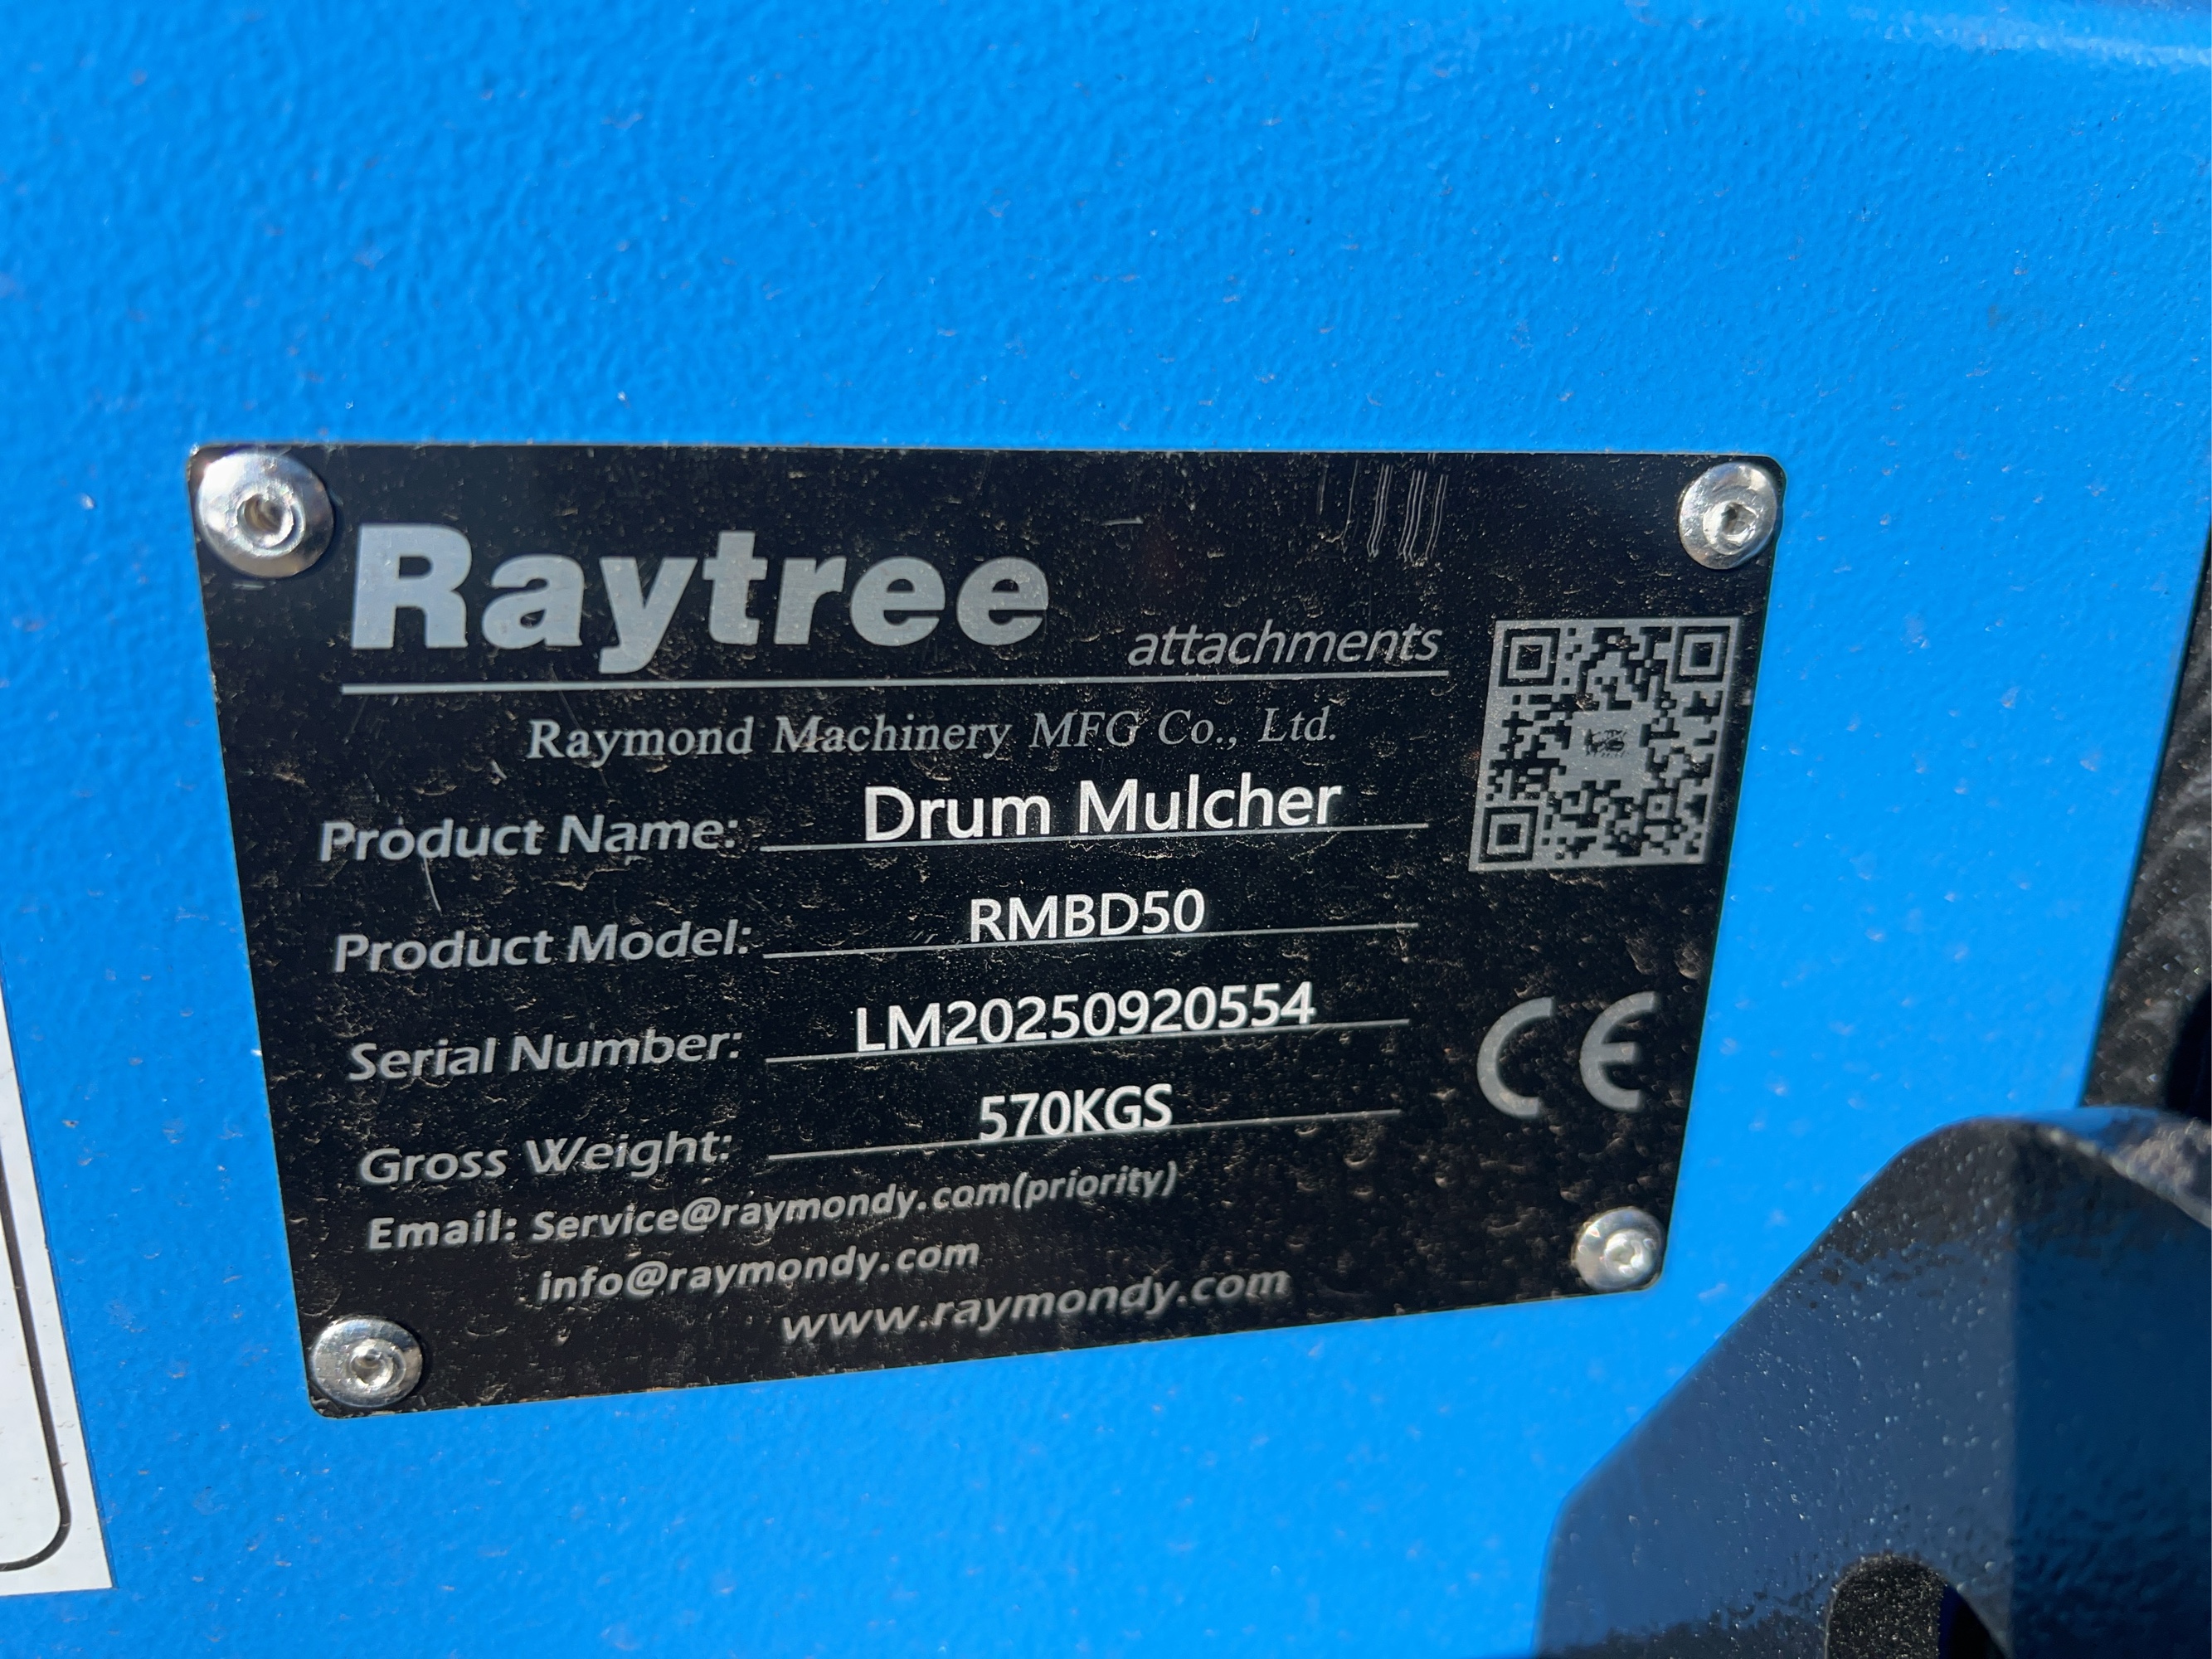 Raytree
attachments
Raymond Machinery MFG Co., Ltd.
Product Name: Drum Mulcher
Product Model: RMBD50
Serial Number: LM20250920554
Gross Weight: 570KGS
Email: Service@raymondy.com(priority)
info@raymondy.com
www.raymondy.com
CE